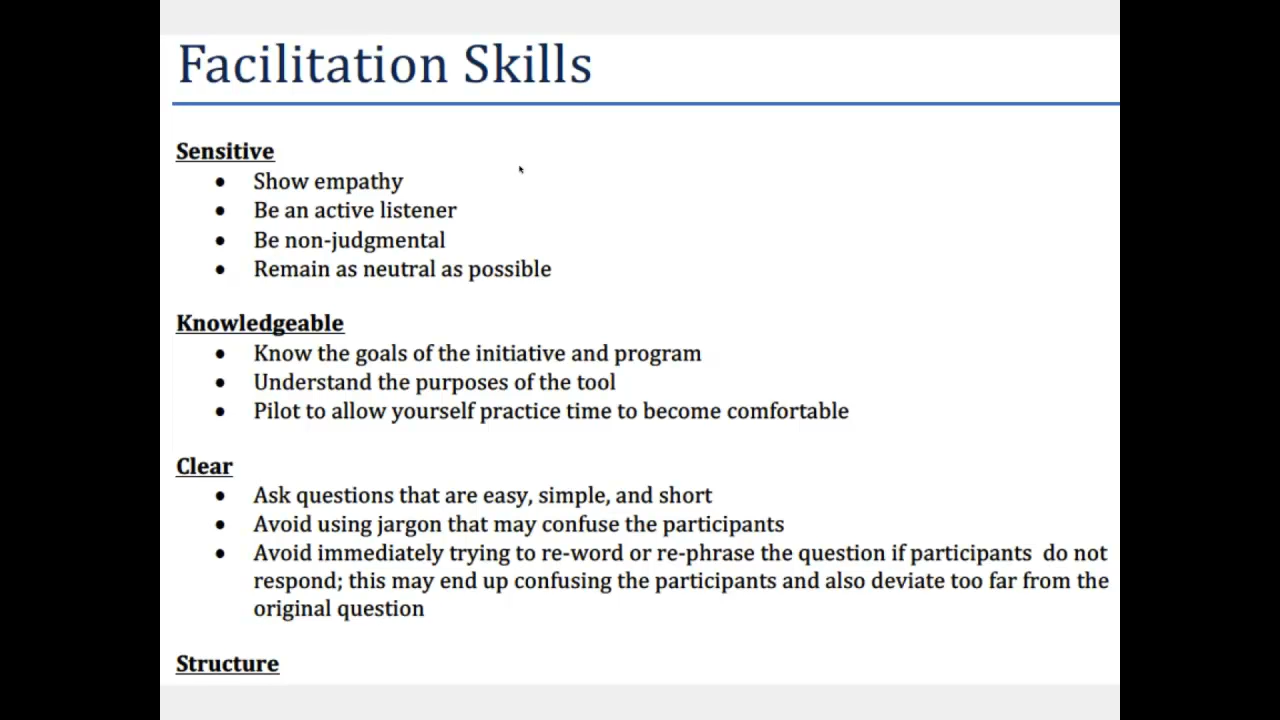 Facilitation Skills
Sensitive
• Show empathy
• Be an active listener
• Be non-judgmental
• Remain as neutral as possible
Knowledgeable
• Know the goals of the initiative and program
• Understand the purposes of the tool
• Pilot to allow yourself practice time to become comfortable
Clear
• Ask questions that are easy, simple, and short
• Avoid using jargon that may confuse the participants
• Avoid immediately trying to re-word or re-phrase the question if participants  do not
respond; this may end up confusing the participants and also deviate too far from the
original question
Structure